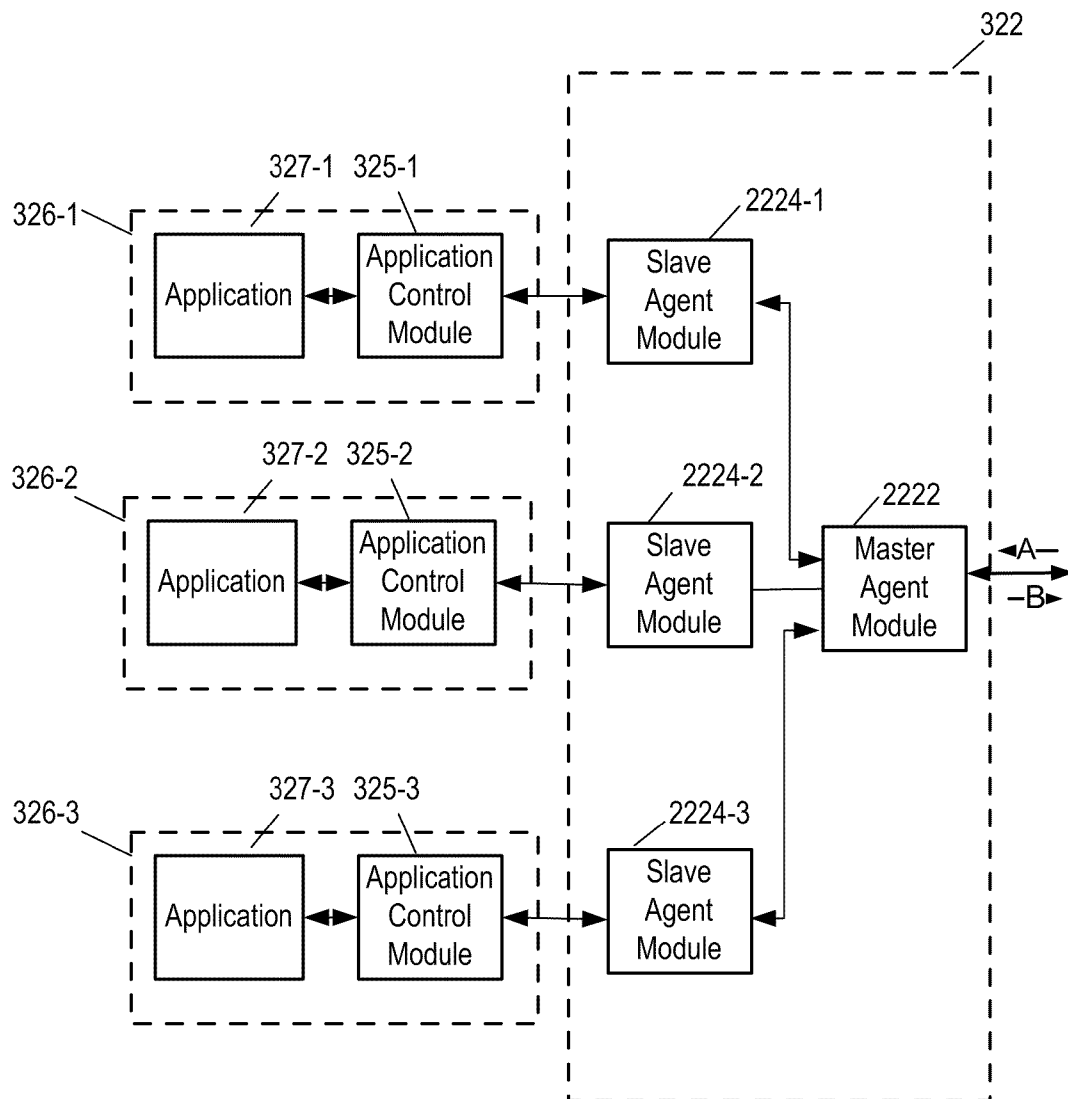 322
327-1 325-1
326-1
2224-1
Application
Application
Control
Module
Slave
Agent
Module
327-2 325-2
326-2
2224-2
2222
Application
Application
Control
Module
Slave
Agent
Module
Master
Agent
Module
A
B
327-3 325-3
326-3
2224-3
Application
Application
Control
Module
Slave
Agent
Module